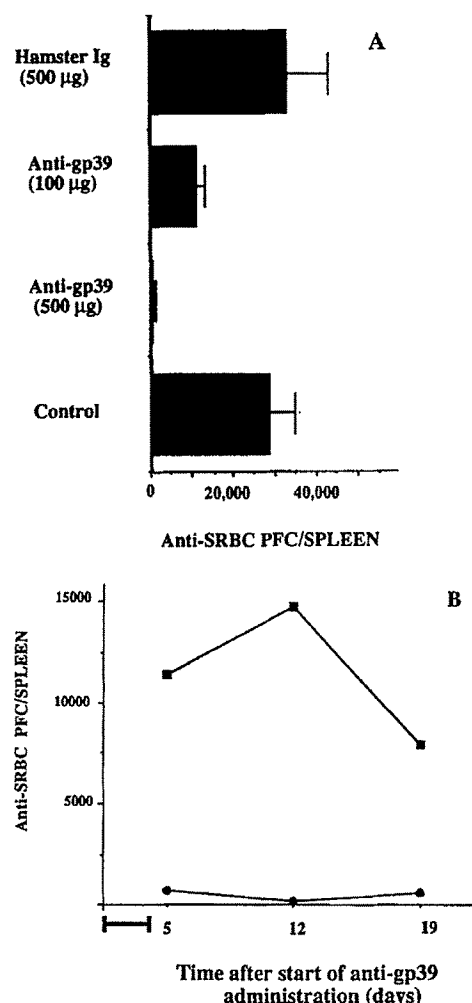 A
Hamster Ig
(500 µg)
Anti-gp39
(100 µg)
Anti-gp39
(500 µg)
Control
0 20,000 40,000
Anti-SRBC PFC/SPLEEN
B
15000
10000
5000
Anti-SRBC PFC/SPLEEN
5 12 19
Time after start of anti-gp39
administration (days)